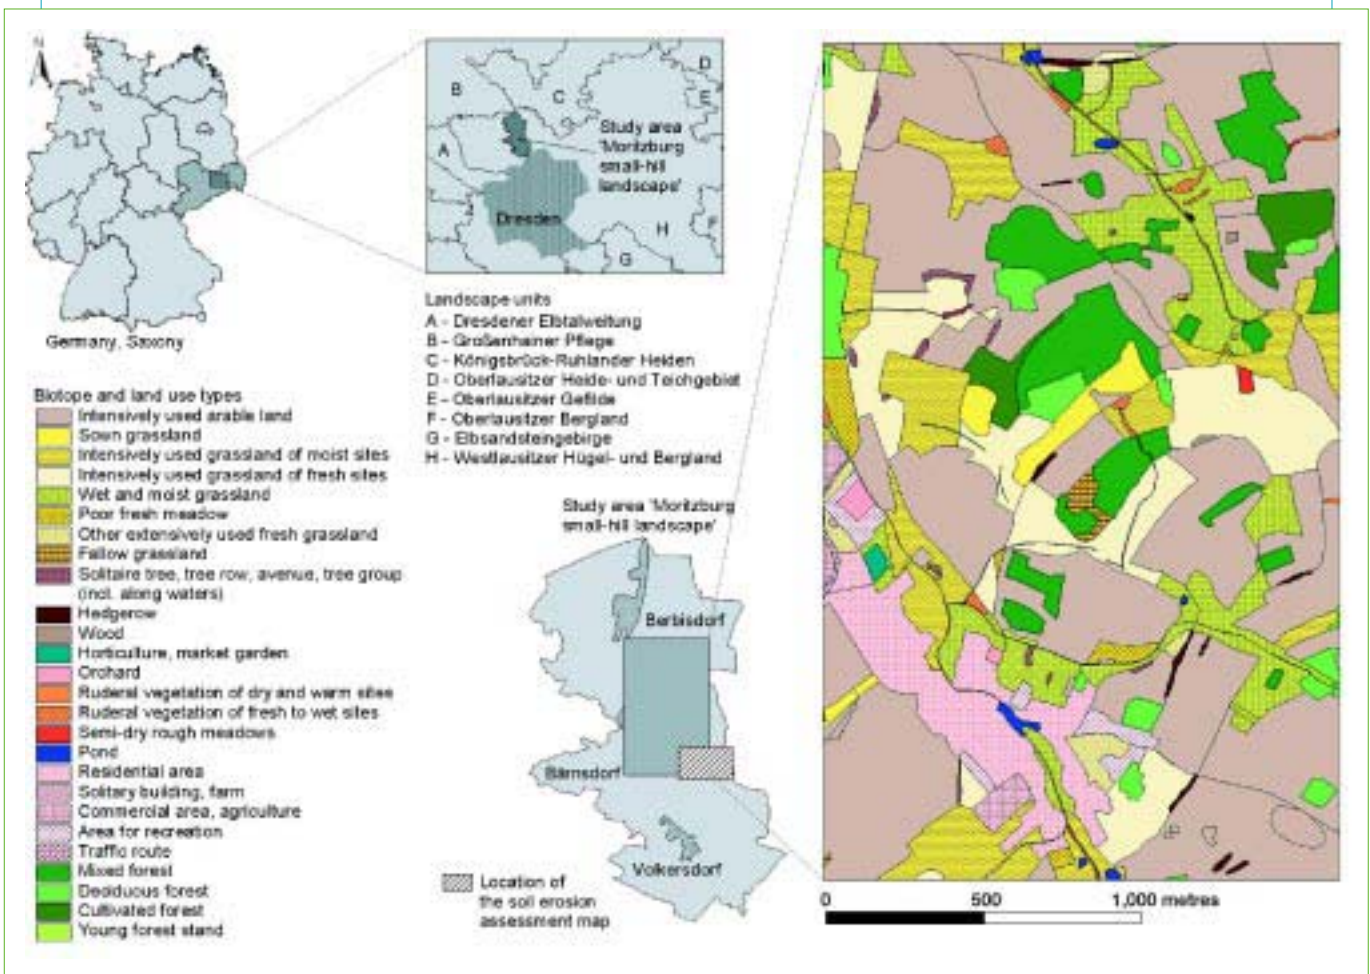 N
Germany, Saxony
B
C
D
E
A
Study area
'Moritzburg
small-hill
landscape'
Dresden
H
F
G
Landscape units
A - Dresdener Elbtalweitung
B - Großenhainer Pflege
C - Königsbrück-Ruhlander Heiden
D - Oberlausitzer Heide- und Teichgebiet
E - Oberlausitzer Gefilde
F - Oberlausitzer Bergland
G - Elbsandsteingebirge
H - Westlausitzer Hügel- und Bergland
Biotope and land use types
Intensively used arable land
Sown grassland
Intensively used grassland of moist sites
Intensively used grassland of fresh sites
Wet and moist grassland
Poor fresh meadow
Other extensively used fresh grassland
Fallow grassland
Solitaire tree, tree row, avenue, tree group
(incl. along waters)
Hedgerow
Wood
Horticulture, market garden
Orchard
Ruderal vegetation of dry and warm sites
Ruderal vegetation of fresh to wet sites
Semi-dry rough meadows
Pond
Residential area
Solitary building, farm
Commercial area, agriculture
Area for recreation
Traffic route
Mixed forest
Deciduous forest
Cultivated forest
Young forest stand
Study area 'Moritzburg
small-hill landscape'
Berbisdorf
Bärnsdorf
Volkersdorf
Location of
the soil erosion
assessment map
0 500 1,000 metres